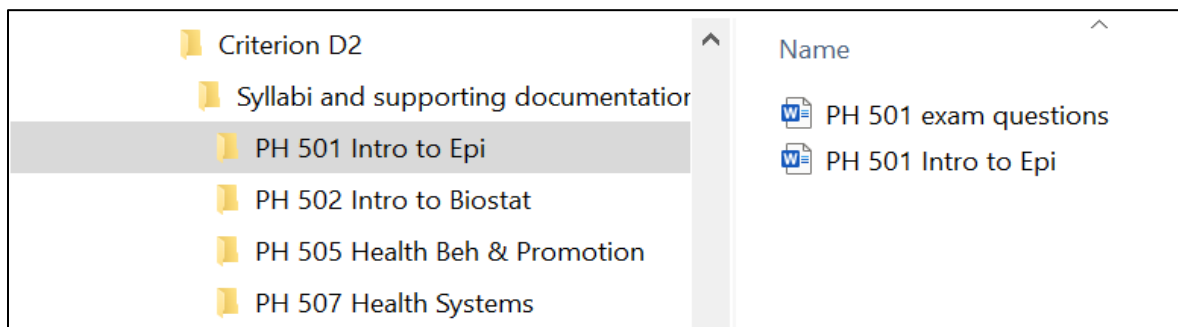 Criterion D2
Syllabi and supporting documentation
PH 501 Intro to Epi
PH 502 Intro to Biostat
PH 505 Health Beh & Promotion
PH 507 Health Systems
Name
PH 501 exam questions
PH 501 Intro to Epi